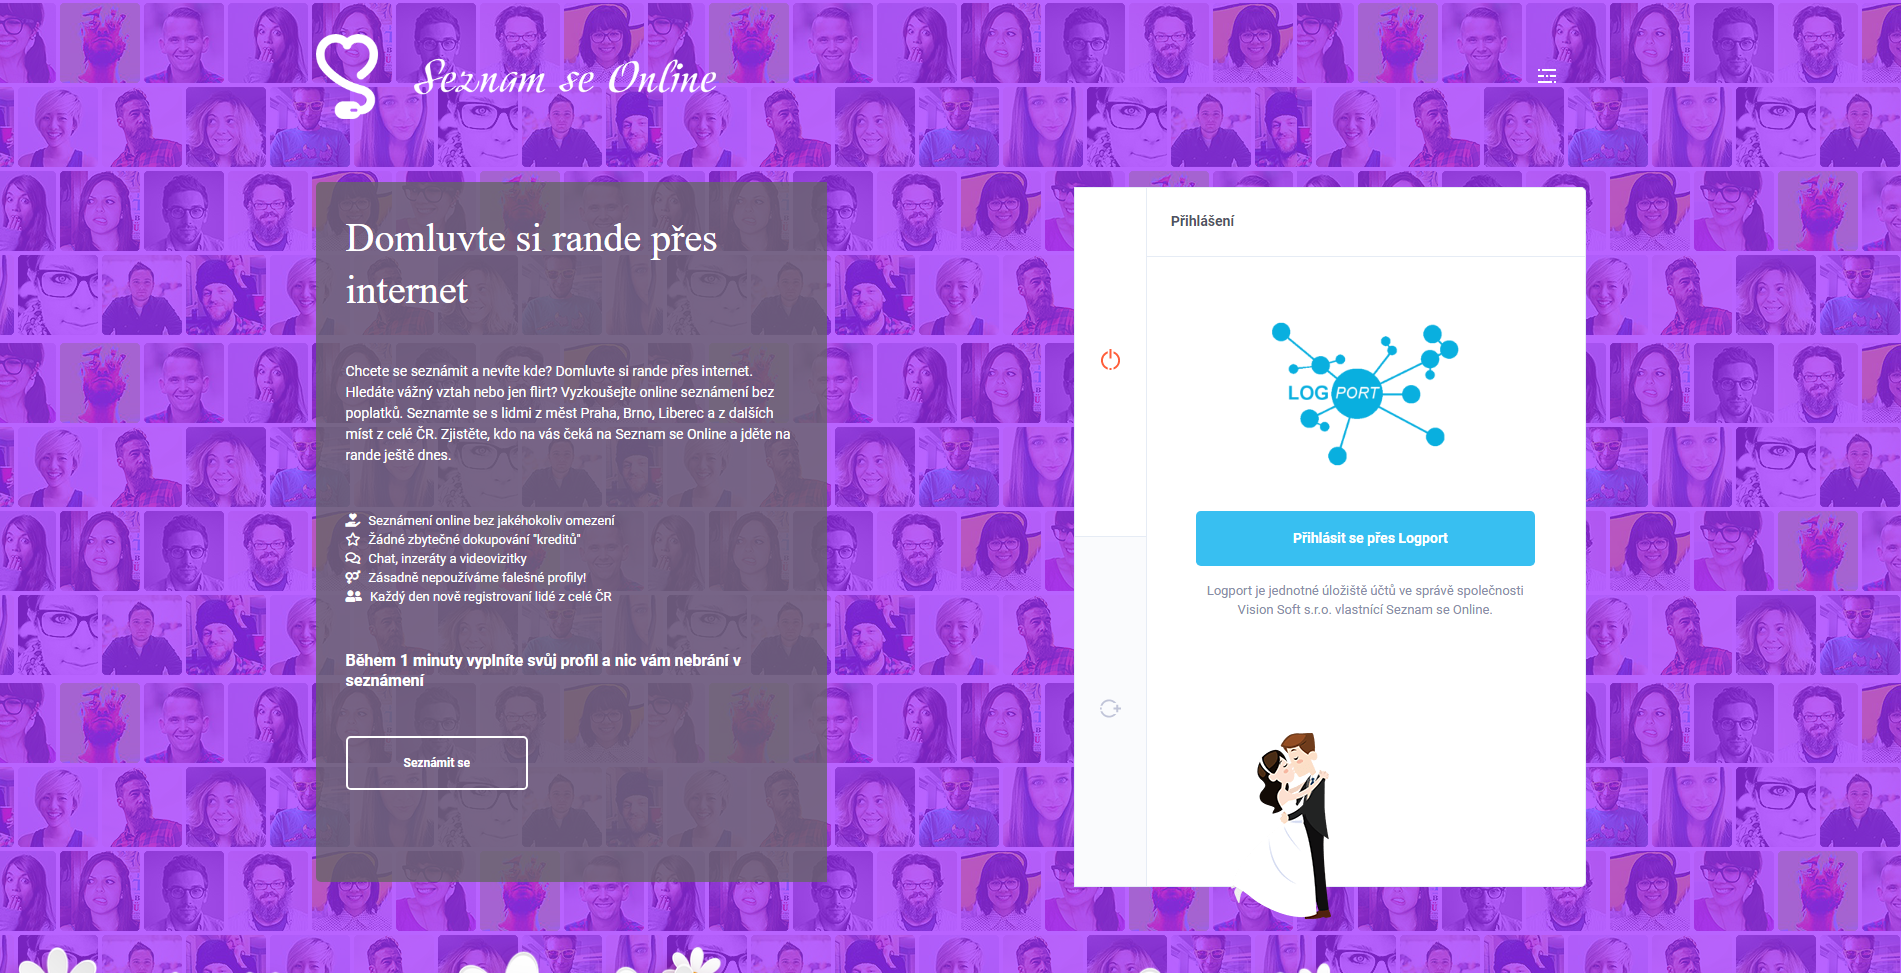 Seznam se Online
Domluvte si rande přes
internet
Chcete se seznámit a nevíte kde? Domluvte si rande přes internet.
Hledáte vážný vztah nebo jen flirt? Vyzkoušejte online seznámení bez
poplatků. Seznamte se s lidmi z měst Praha, Brno, Liberec a z dalších
míst z celé ČR. Zjistěte, kdo na vás čeká na Seznam se Online a jděte na
rande ještě dnes.
Seznámení online bez jakéhokoliv omezení
Žádné zbytečné dokupování "kreditů"
Chat, inzeráty a videovizitky
Zásadně nepoužíváme falešné profily!
Každý den nově registrovaní lidé z celé ČR
Během 1 minuty vyplníte svůj profil a nic vám nebrání v
seznámení
Seznámit se
Přihlášení
LOG PORT
Přihlásit se přes Logport
Logport je jednotné úložiště účtů ve správě společnosti
Vision Soft s.r.o. vlastnící Seznam se Online.